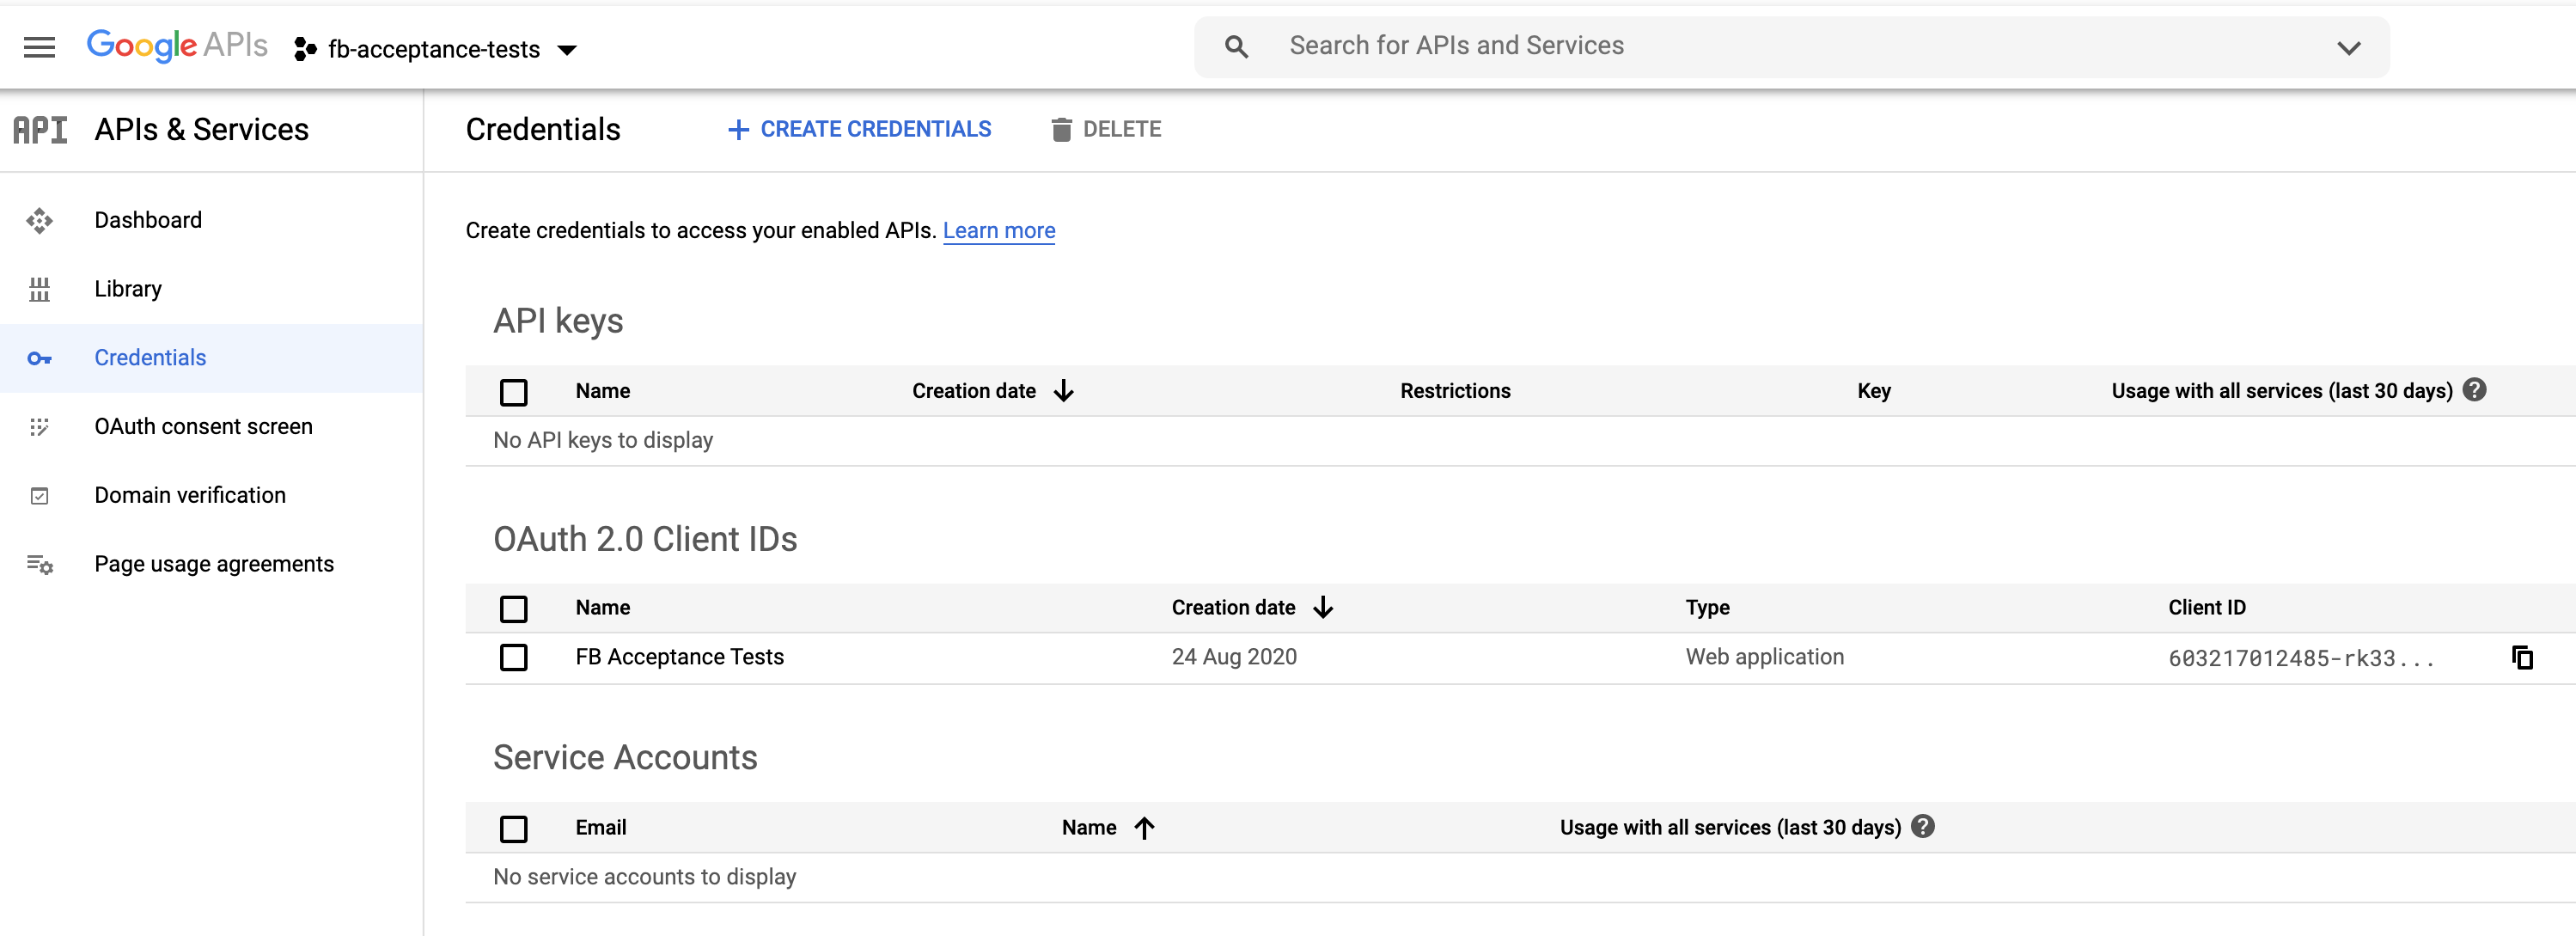 Google APIs fb-acceptance-tests Search for APIs and Services
API APIs & Services
Credentials + CREATE CREDENTIALS DELETE
Dashboard
Library
Credentials
OAuth consent screen
Domain verification
Page usage agreements
Create credentials to access your enabled APIs. Learn more
API keys
Name Creation date Restrictions Key Usage with all services (last 30 days) ?
No API keys to display
OAuth 2.0 Client IDs
Name Creation date Type Client ID
FB Acceptance Tests 24 Aug 2020 Web application 603217012485-rk33...
Service Accounts
Email Name Usage with all services (last 30 days) ?
No service accounts to display